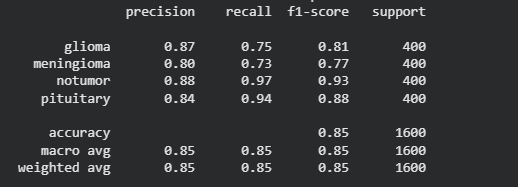 precision recall f1-score support
glioma 0.87 0.75 0.81 400
meningioma 0.80 0.73 0.77 400
notumor 0.88 0.97 0.93 400
pituitary 0.84 0.94 0.88 400
accuracy 0.85 1600
macro avg 0.85 0.85 0.85 1600
weighted avg 0.85 0.85 0.85 1600